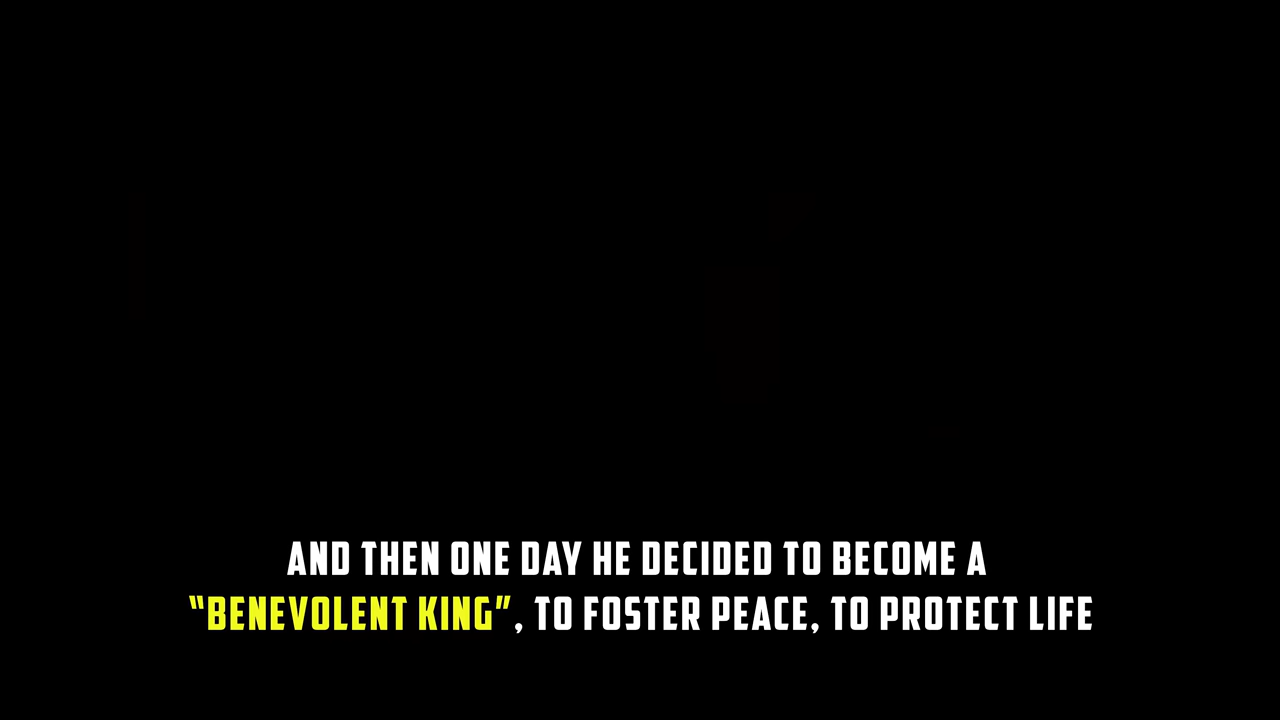 AND THEN ONE DAY HE DECIDED TO BECOME A
“BENEVOLENT KING”, TO FOSTER PEACE, TO PROTECT LIFE